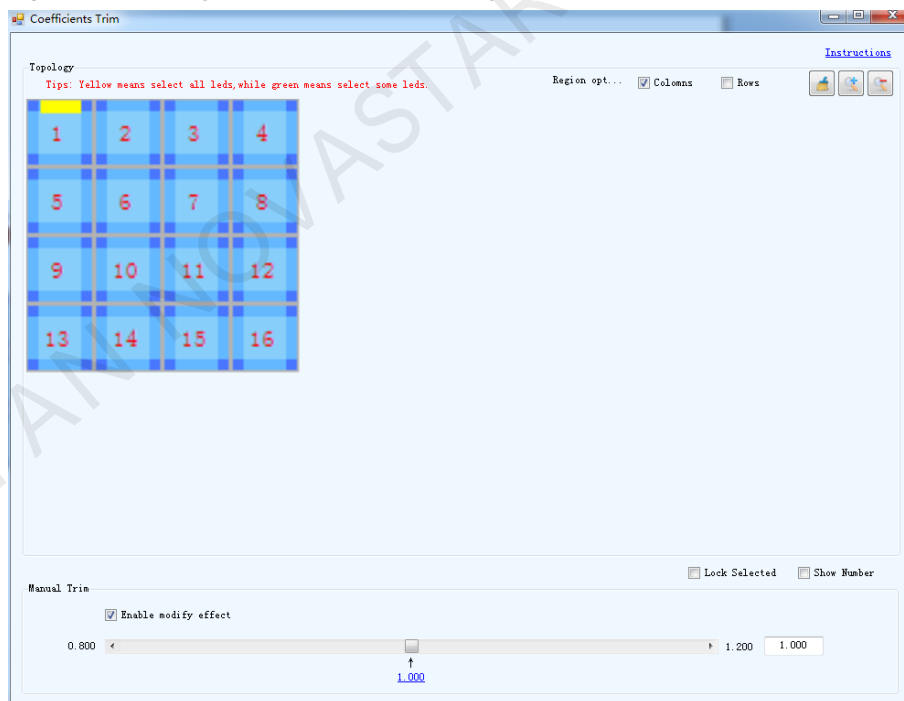 Coefficients Trim
Instructions
Topology
Tips: Yellow means select all leds,while green means select some leds.
Region opt... Colomns Rows
1 2 3 4
5 6 7 8
9 10 11 12
13 14 15 16
Lock Selected Show Number
Manual Trim
Enable modify effect
0.800 1.200 1.000
1.000
AN NOVASTAR